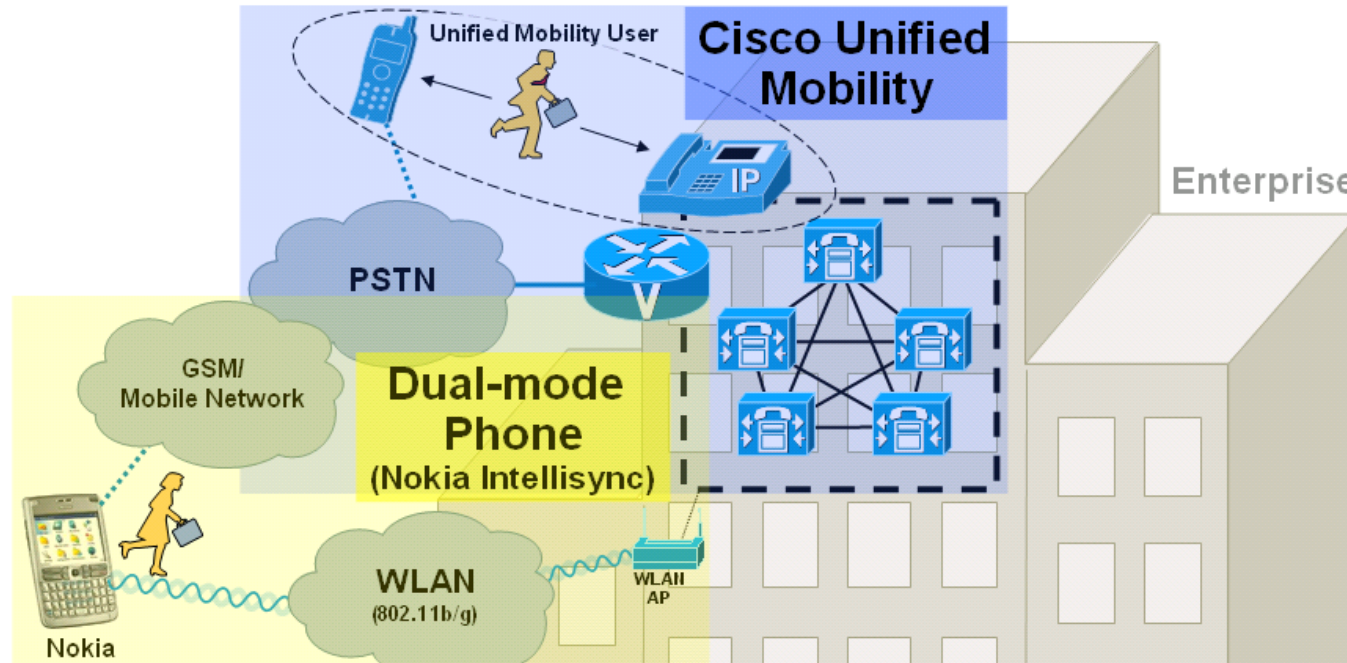 Unified Mobility User
Cisco Unified
Mobility
IP
Enterprise
PSTN
V
GSM/
Mobile Network
Dual-mode
Phone
(Nokia Intellisync)
WLAN
(802.11b/g)
WLAN
AP
Nokia